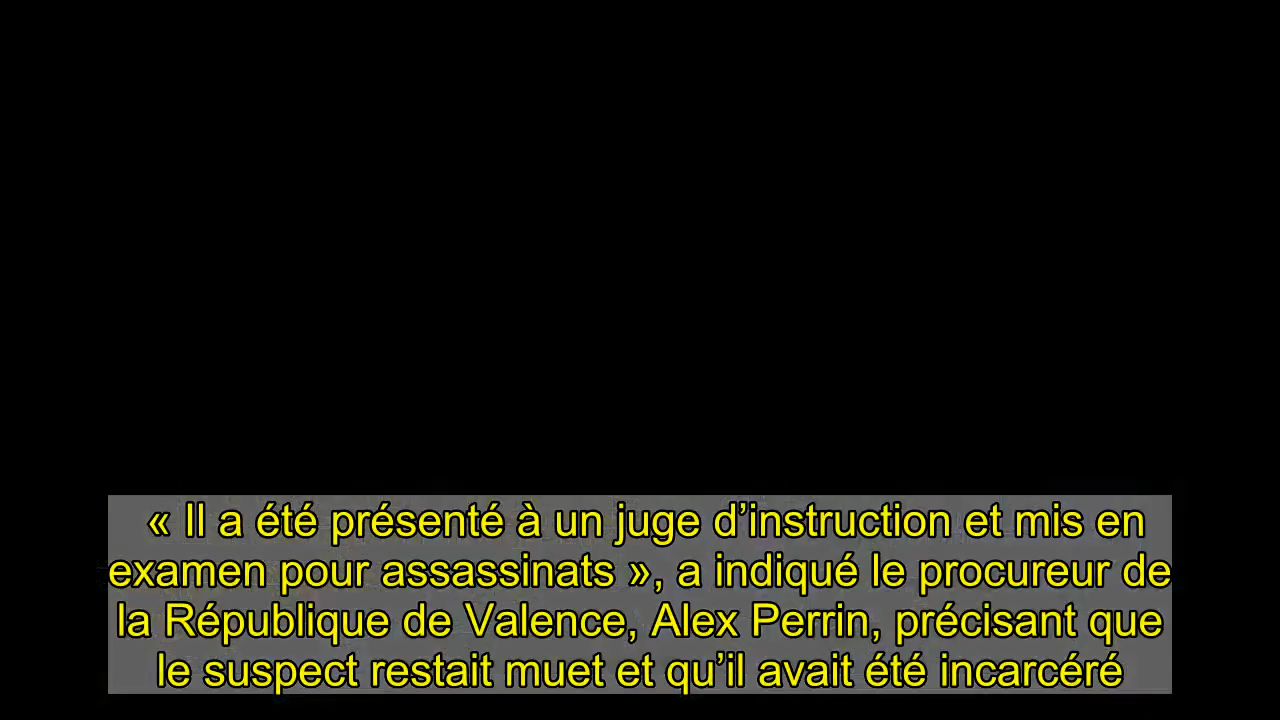 « Il a été présenté à un juge d’instruction et mis en
examen pour assassinats », a indiqué le procureur de
la République de Valence, Alex Perrin, précisant que
le suspect restait muet et qu’il avait été incarcéré